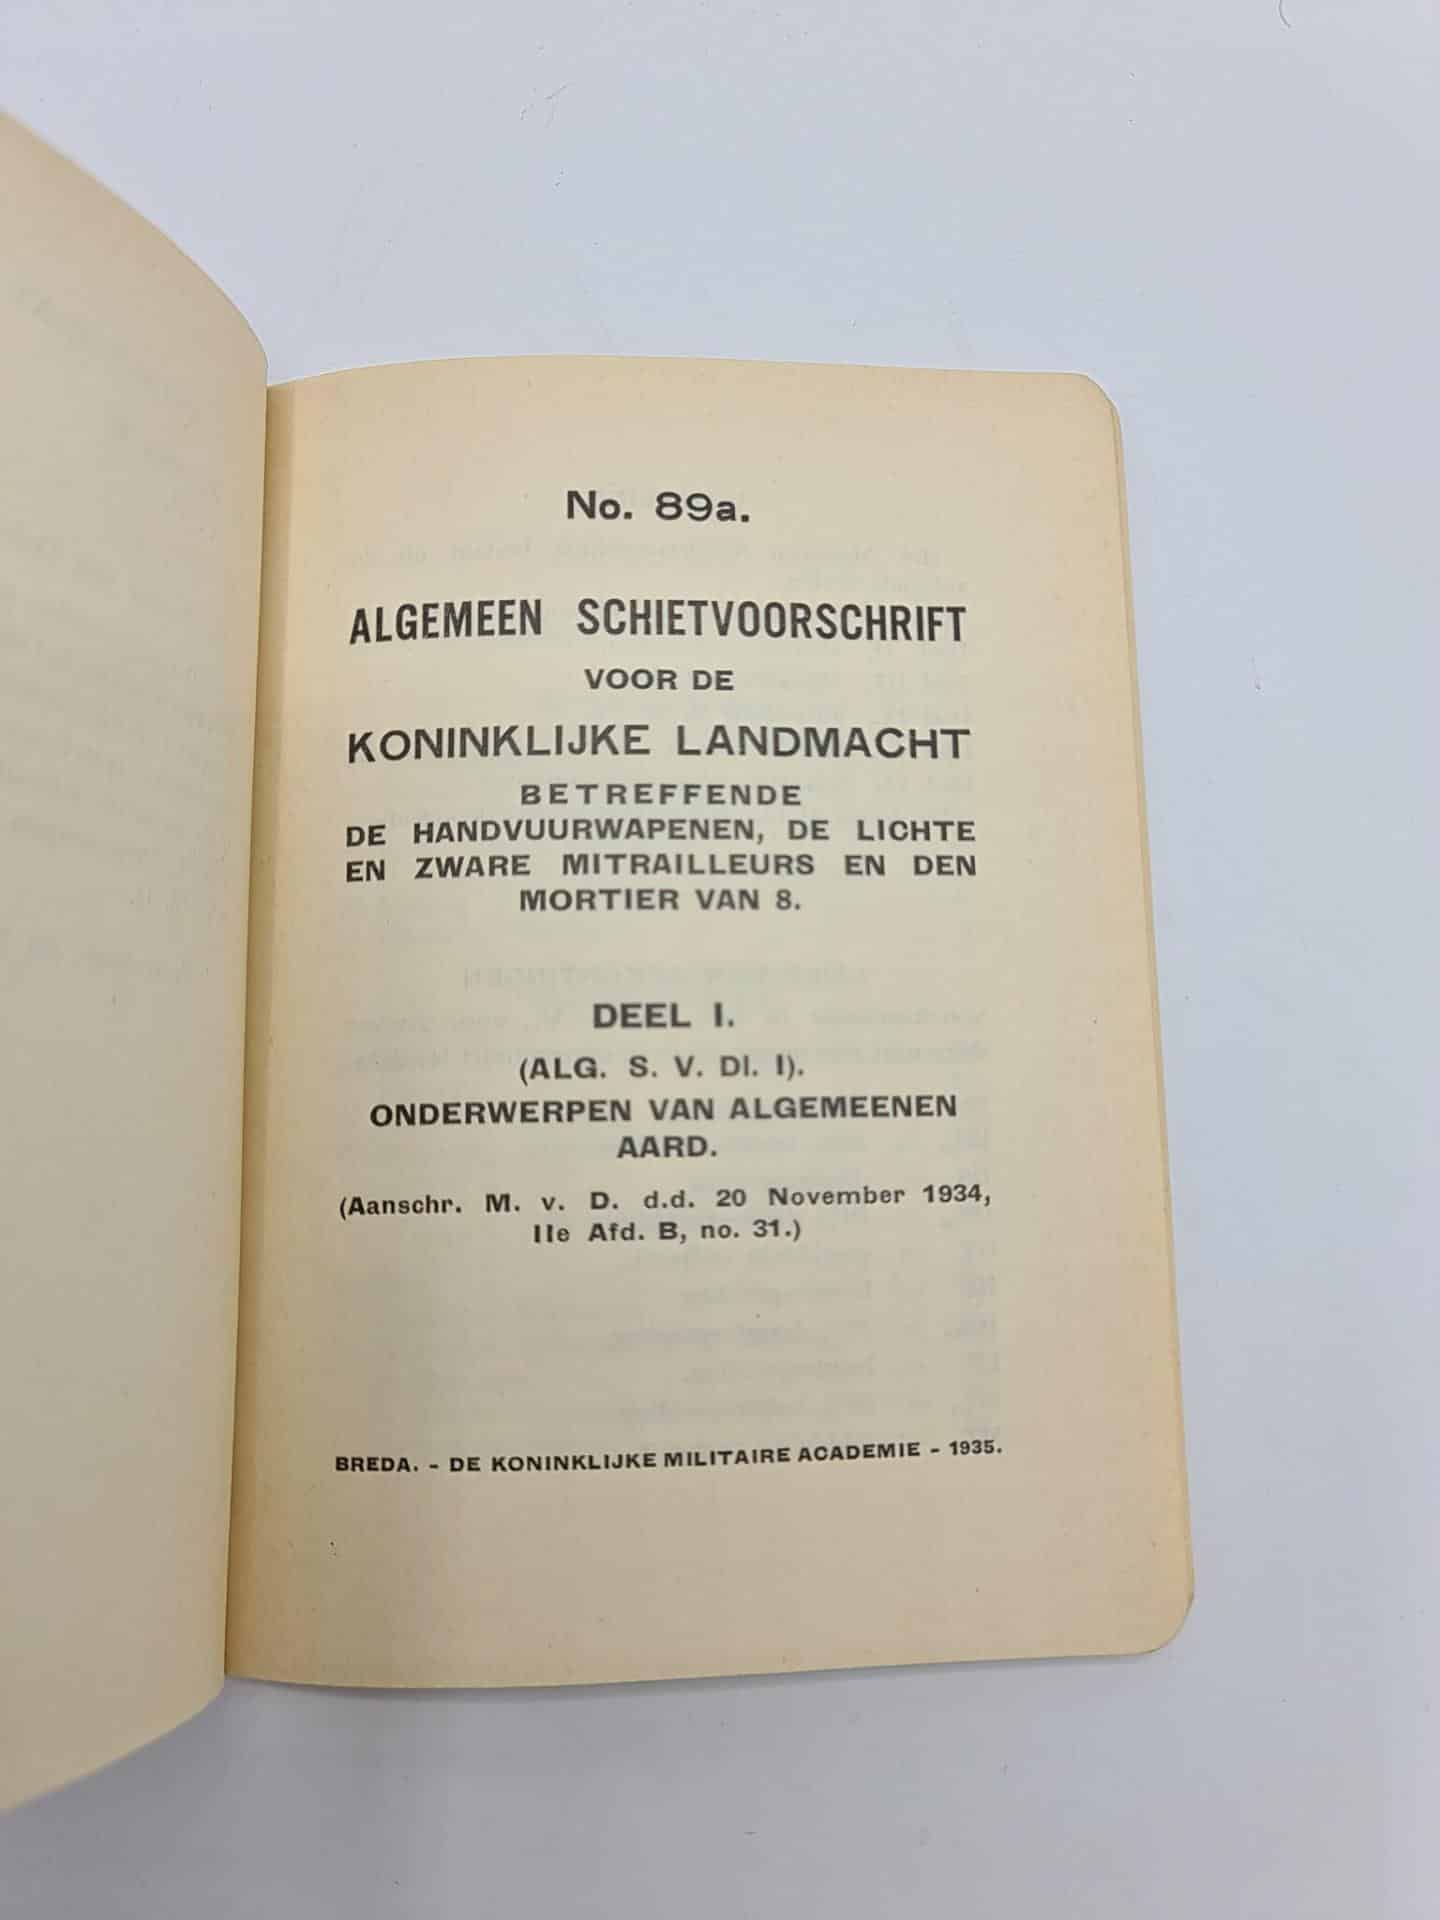 No. 89a.
ALGEMEEN SCHIETVOORSCHRIFT
VOOR DE
KONINKLIJKE LANDMACHT
BETREFFENDE
DE HANDVUURWAPENEN, DE LICHTE
EN ZWARE MITRAILLEURS EN DEN
MORTIER VAN 8.
DEEL I.
(ALG. S. V. Dl. I).
ONDERWERPEN VAN ALGEMEENEN
AARD.
(Aanschr. M. v. D. d.d. 20 November 1934,
IIe Afd. B, no. 31.)
BREDA. - DE KONINKLIJKE MILITAIRE ACADEMIE - 1935.